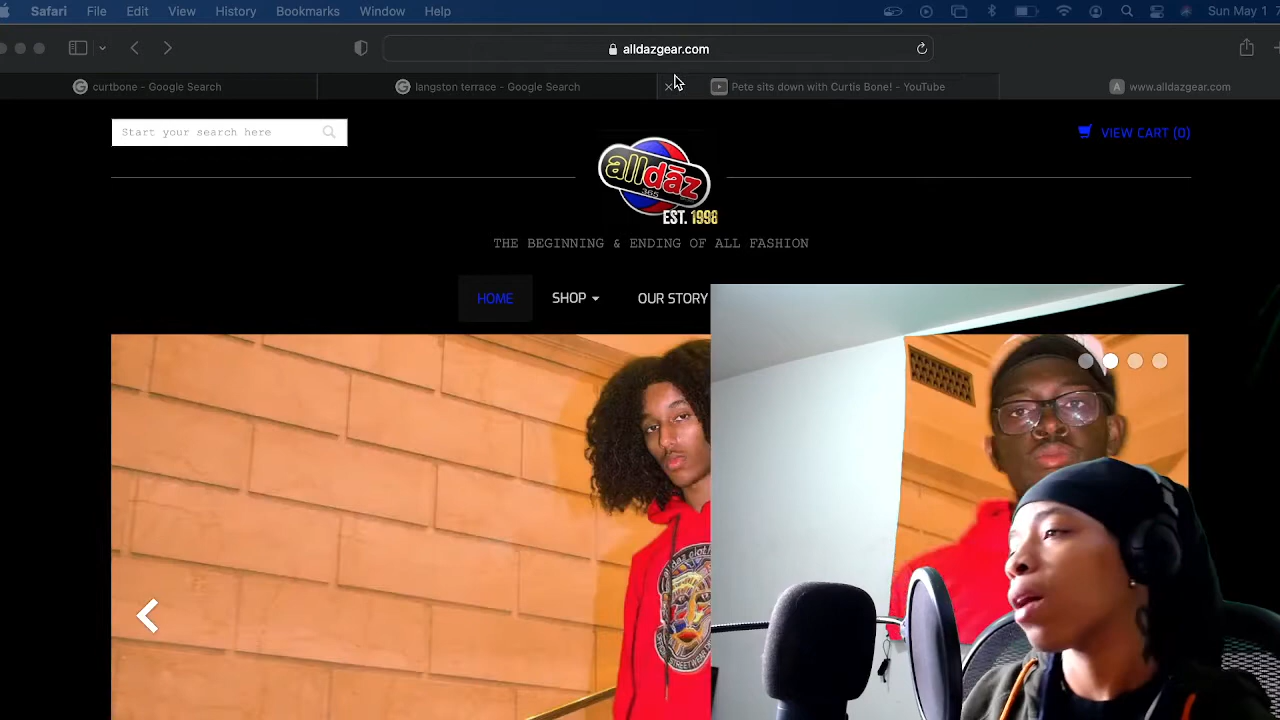 Safari File Edit View History Bookmarks Window Help Sun May 1
alldazgear.com
curtbone - Google Search
langston terrace - Google Search
Pete sits down with Curtis Bone! - YouTube
A www.alldazgear.com
Start your search here
VIEW CART (0)
alldāz
365
EST. 1998
THE BEGINNING & ENDING OF ALL FASHION
HOME SHOP OUR STORY